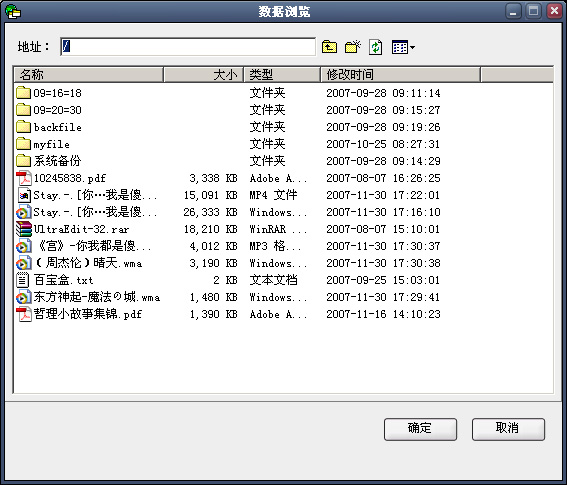 数据浏览
地址： /
名称 大小 类型 修改时间
09=16=18 文件夹 2007-09-28 09:11:14
09=20=30 文件夹 2007-09-28 09:15:27
backfile 文件夹 2007-09-28 09:19:26
myfile 文件夹 2007-10-25 08:27:31
系统备份 文件夹 2007-09-28 09:14:29
10245838.pdf 3,338 KB Adobe A... 2007-08-07 16:26:25
Stay.-.[你…我是傻... 15,091 KB MP4 文件 2007-11-30 17:22:01
Stay.-.[你…我是傻... 26,333 KB Windows... 2007-11-30 17:16:10
UltraEdit-32.rar 18,210 KB WinRAR ... 2007-08-07 15:10:01
《宫》-你我都是傻... 4,012 KB MP3 格... 2007-11-30 17:30:37
(周杰伦)晴天.wma 3,190 KB Windows... 2007-11-30 17:30:38
百宝盒.txt 2 KB 文本文档 2007-09-25 15:03:01
东方神起-魔法の城.wma 1,480 KB Windows... 2007-11-30 17:29:41
哲理小故事集锦.pdf 1,390 KB Adobe A... 2007-11-16 14:10:23
确定 取消